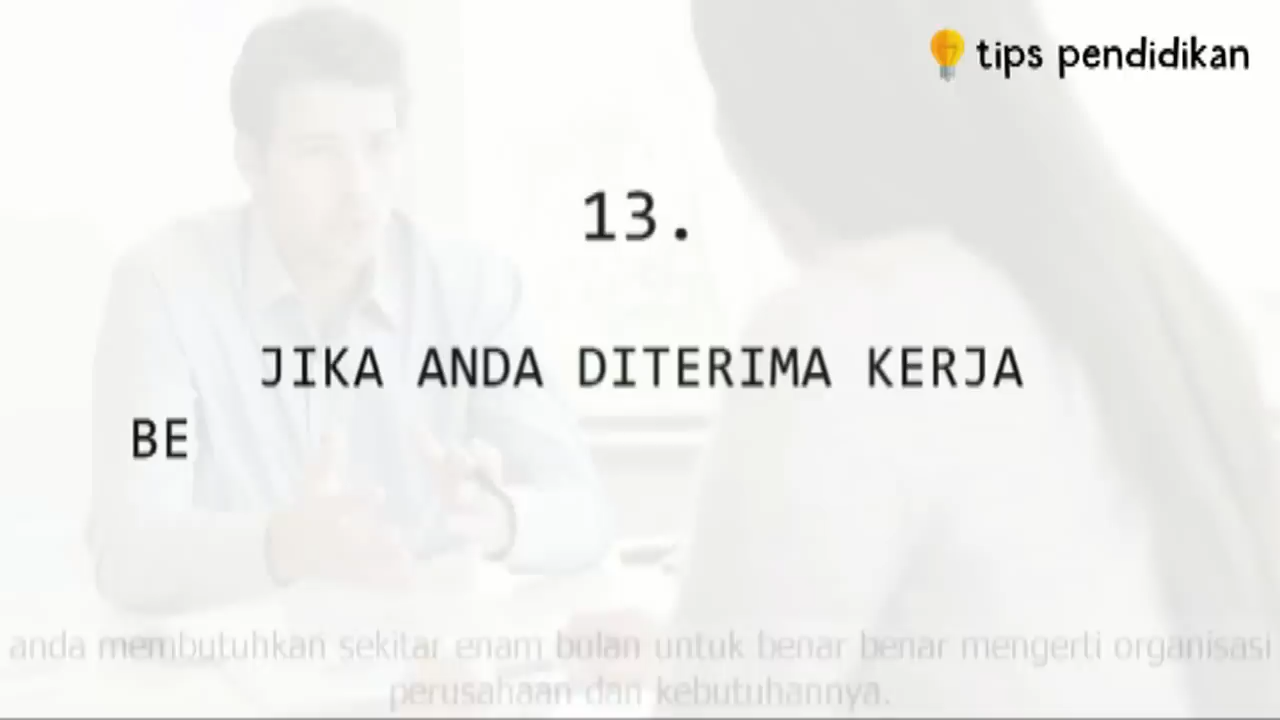 tips pendidikan
13.
JIKA ANDA DITERIMA KERJA
BE
anda membutuhkan sekitar enam bulan untuk benar benar mengerti organisasi
perusahaan dan kebutuhannya.